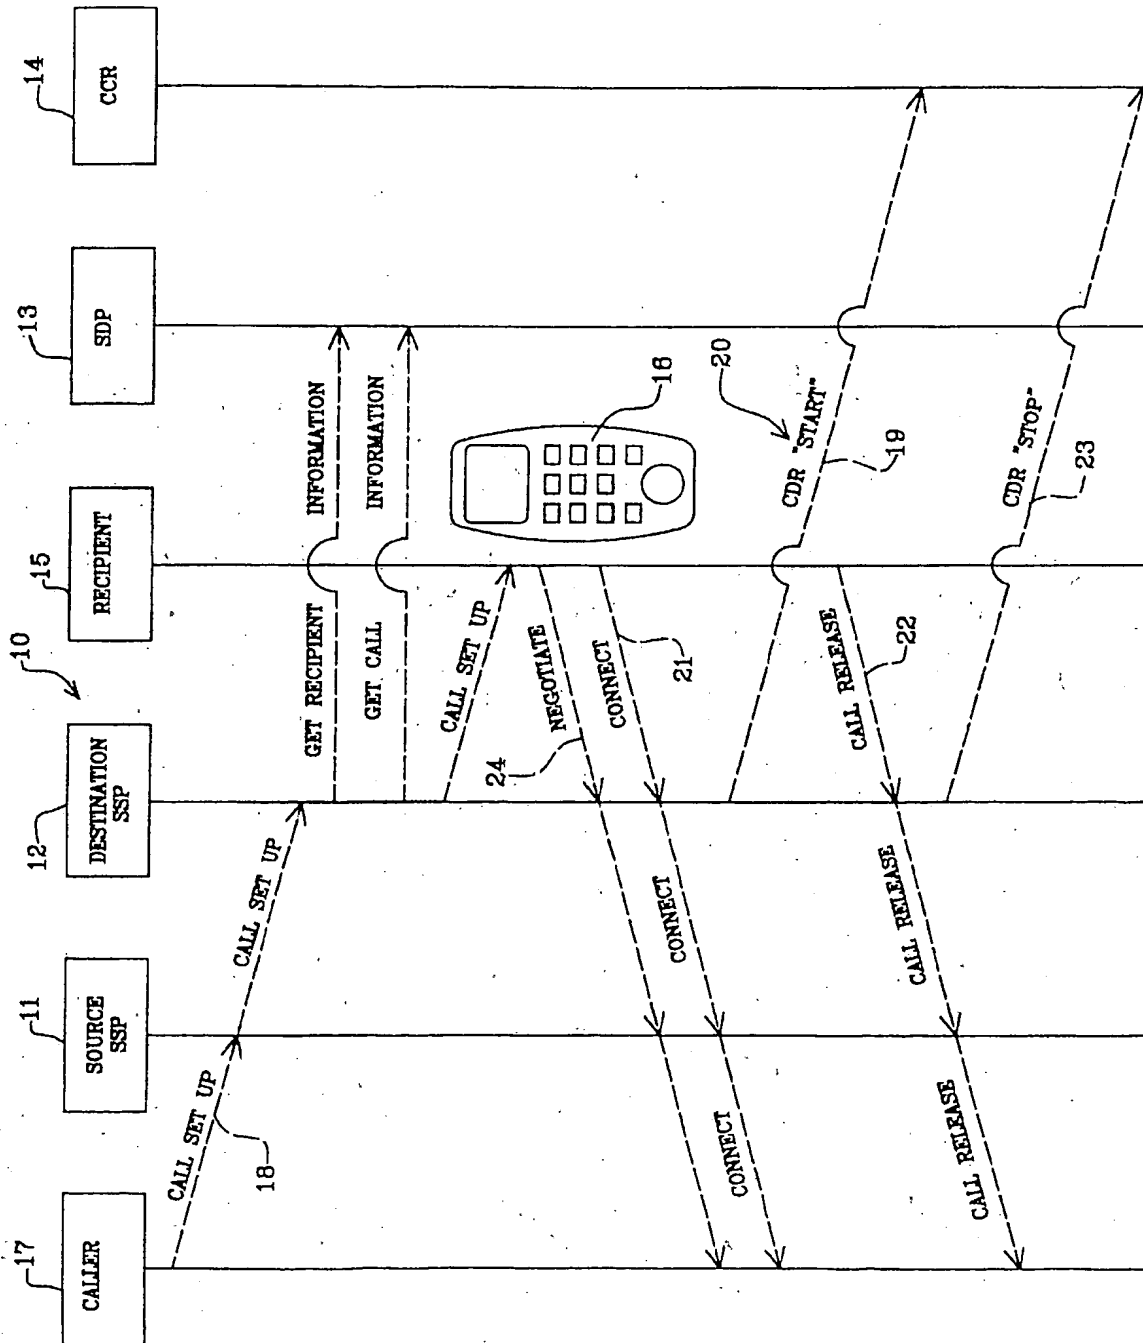 17
CALLER
11
SOURCE
SSP
12
DESTINATION
SSP
10
15
RECIPIENT
13
SDP
14
CCR
CALL SET UP
18
CALL SET UP
GET RECIPIENT
INFORMATION
GET CALL
INFORMATION
CALL SET UP
16
NEGOTIATE
24
CONNECT
21
CONNECT
CONNECT
20
CDR "START"
19
CALL RELEASE
22
CALL RELEASE
CALL RELEASE
CDR "STOP"
23